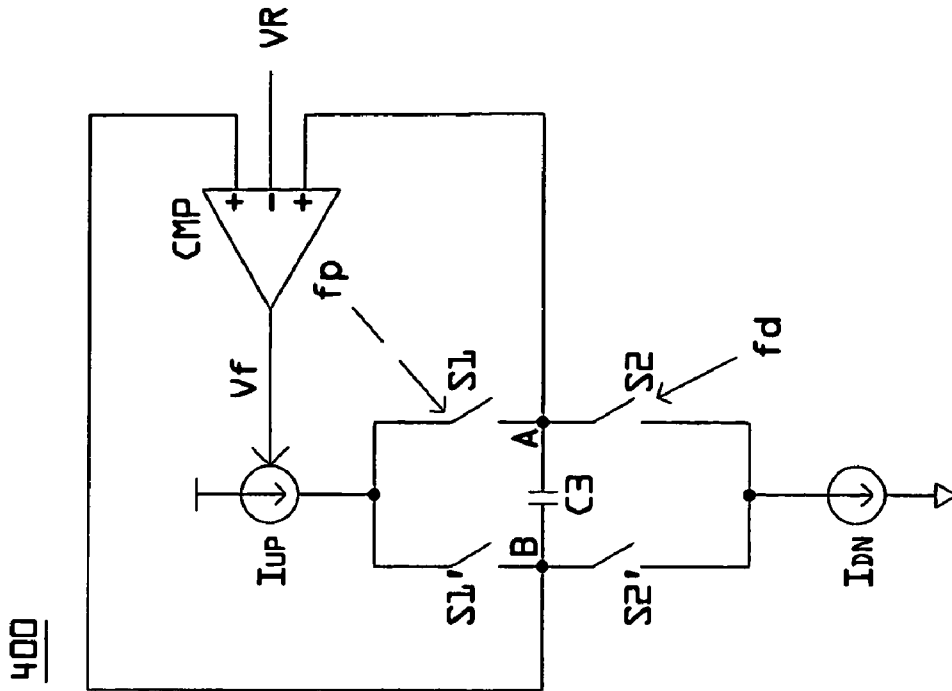 400
VR
CMP
+
-
+
Vf
fp
IUP
S1'
S1
B
A
C3
S2'
S2
fd
IDN